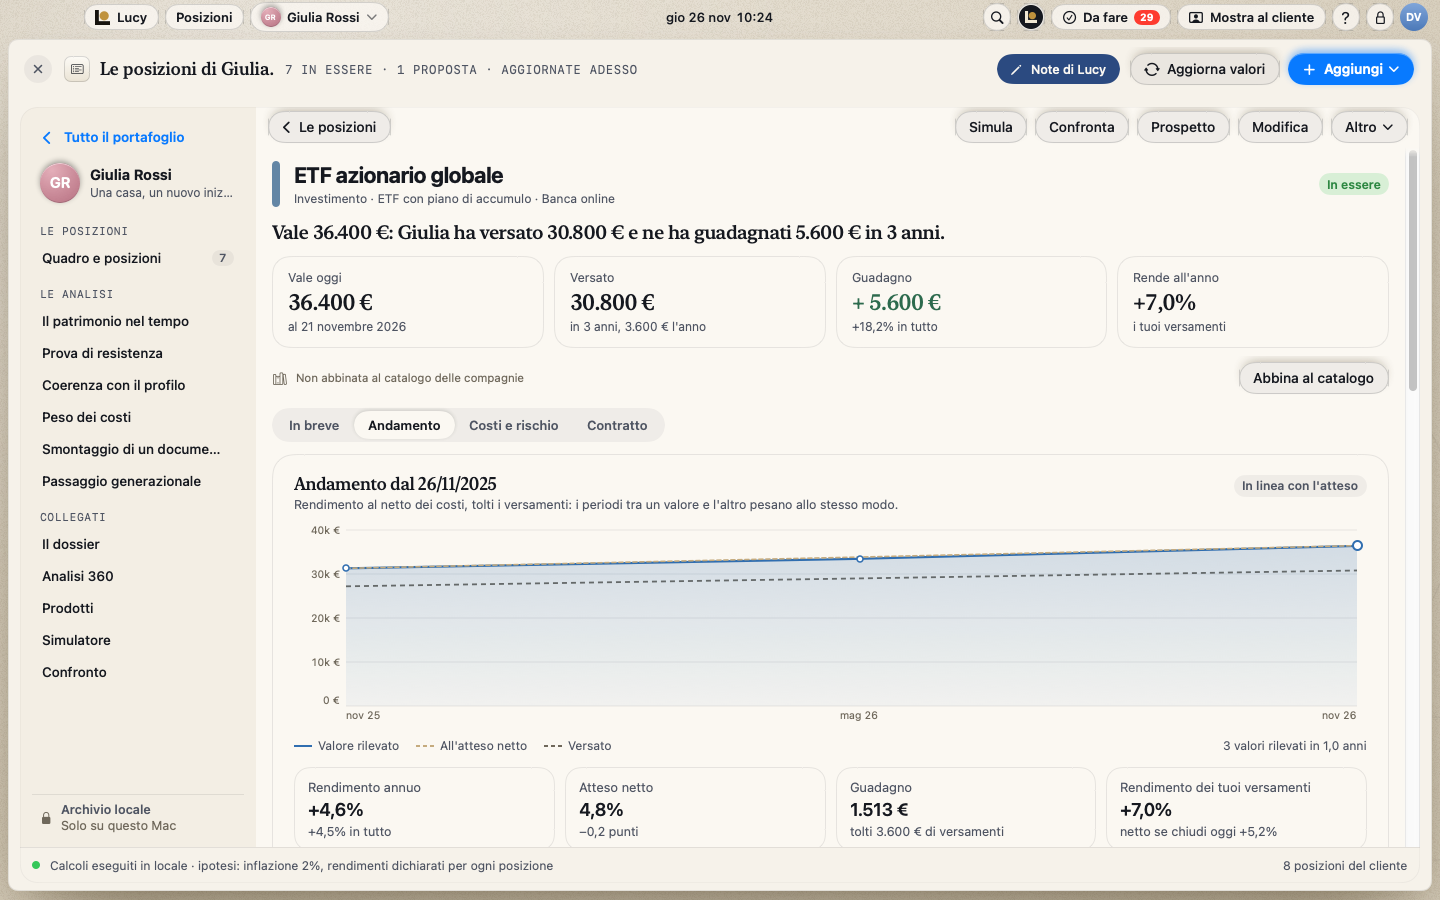 Lucy
Posizioni
GR Giulia Rossi
gio 26 nov 10:24
Da fare 29
Mostra al cliente
?
DV
Le posizioni di Giulia.
7 IN ESSERE · 1 PROPOSTA · AGGIORNATE ADESSO
Note di Lucy
Aggiorna valori
Aggiungi
Tutto il portafoglio
GR
Giulia Rossi
Una casa, un nuovo iniz...
LE POSIZIONI
Quadro e posizioni 7
LE ANALISI
Il patrimonio nel tempo
Prova di resistenza
Coerenza con il profilo
Peso dei costi
Smontaggio di un docume...
Passaggio generazionale
COLLEGATI
Il dossier
Analisi 360
Prodotti
Simulatore
Confronto
Archivio locale
Solo su questo Mac
Le posizioni
Simula
Confronta
Prospetto
Modifica
Altro
ETF azionario globale
Investimento · ETF con piano di accumulo · Banca online
In essere
Vale 36.400 €: Giulia ha versato 30.800 € e ne ha guadagnati 5.600 € in 3 anni.
Vale oggi
36.400 €
al 21 novembre 2026
Versato
30.800 €
in 3 anni, 3.600 € l'anno
Guadagno
+ 5.600 €
+18,2% in tutto
Rende all'anno
+7,0%
i tuoi versamenti
Non abbinata al catalogo delle compagnie
Abbina al catalogo
In breve
Andamento
Costi e rischio
Contratto
Andamento dal 26/11/2025
Rendimento al netto dei costi, tolti i versamenti: i periodi tra un valore e l'altro pesano allo stesso modo.
In linea con l'atteso
40k €
30k €
20k €
10k €
0 €
nov 25
mag 26
nov 26
Valore rilevato
All'atteso netto
Versato
3 valori rilevati in 1,0 anni
Rendimento annuo
+4,6%
+4,5% in tutto
Atteso netto
4,8%
−0,2 punti
Guadagno
1.513 €
tolti 3.600 € di versamenti
Rendimento dei tuoi versamenti
+7,0%
netto se chiudi oggi +5,2%
Calcoli eseguiti in locale · ipotesi: inflazione 2%, rendimenti dichiarati per ogni posizione
8 posizioni del cliente